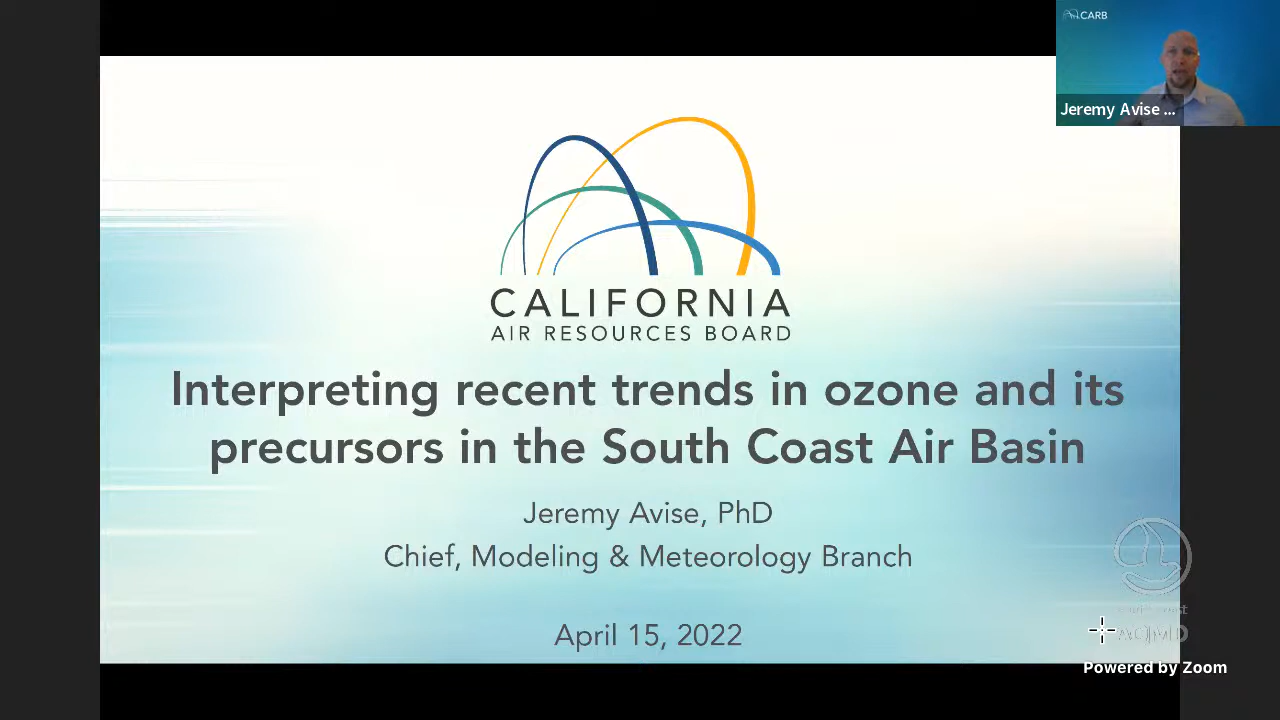 CARB
Jeremy Avise ...
CALIFORNIA
AIR RESOURCES BOARD
Interpreting recent trends in ozone and its
precursors in the South Coast Air Basin
Jeremy Avise, PhD
Chief, Modeling & Meteorology Branch
April 15, 2022
AQMD
Powered by Zoom